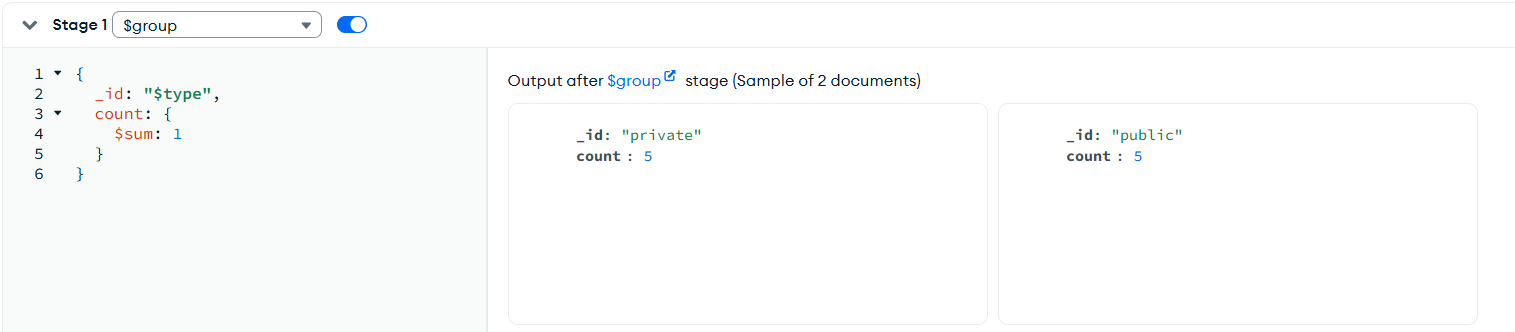 Stage 1 $group
1 {
2 _id: "$type",
3 count: {
4 $sum: 1
5 }
6 }
Output after $group stage (Sample of 2 documents)
_id: "private"
count : 5
_id: "public"
count : 5